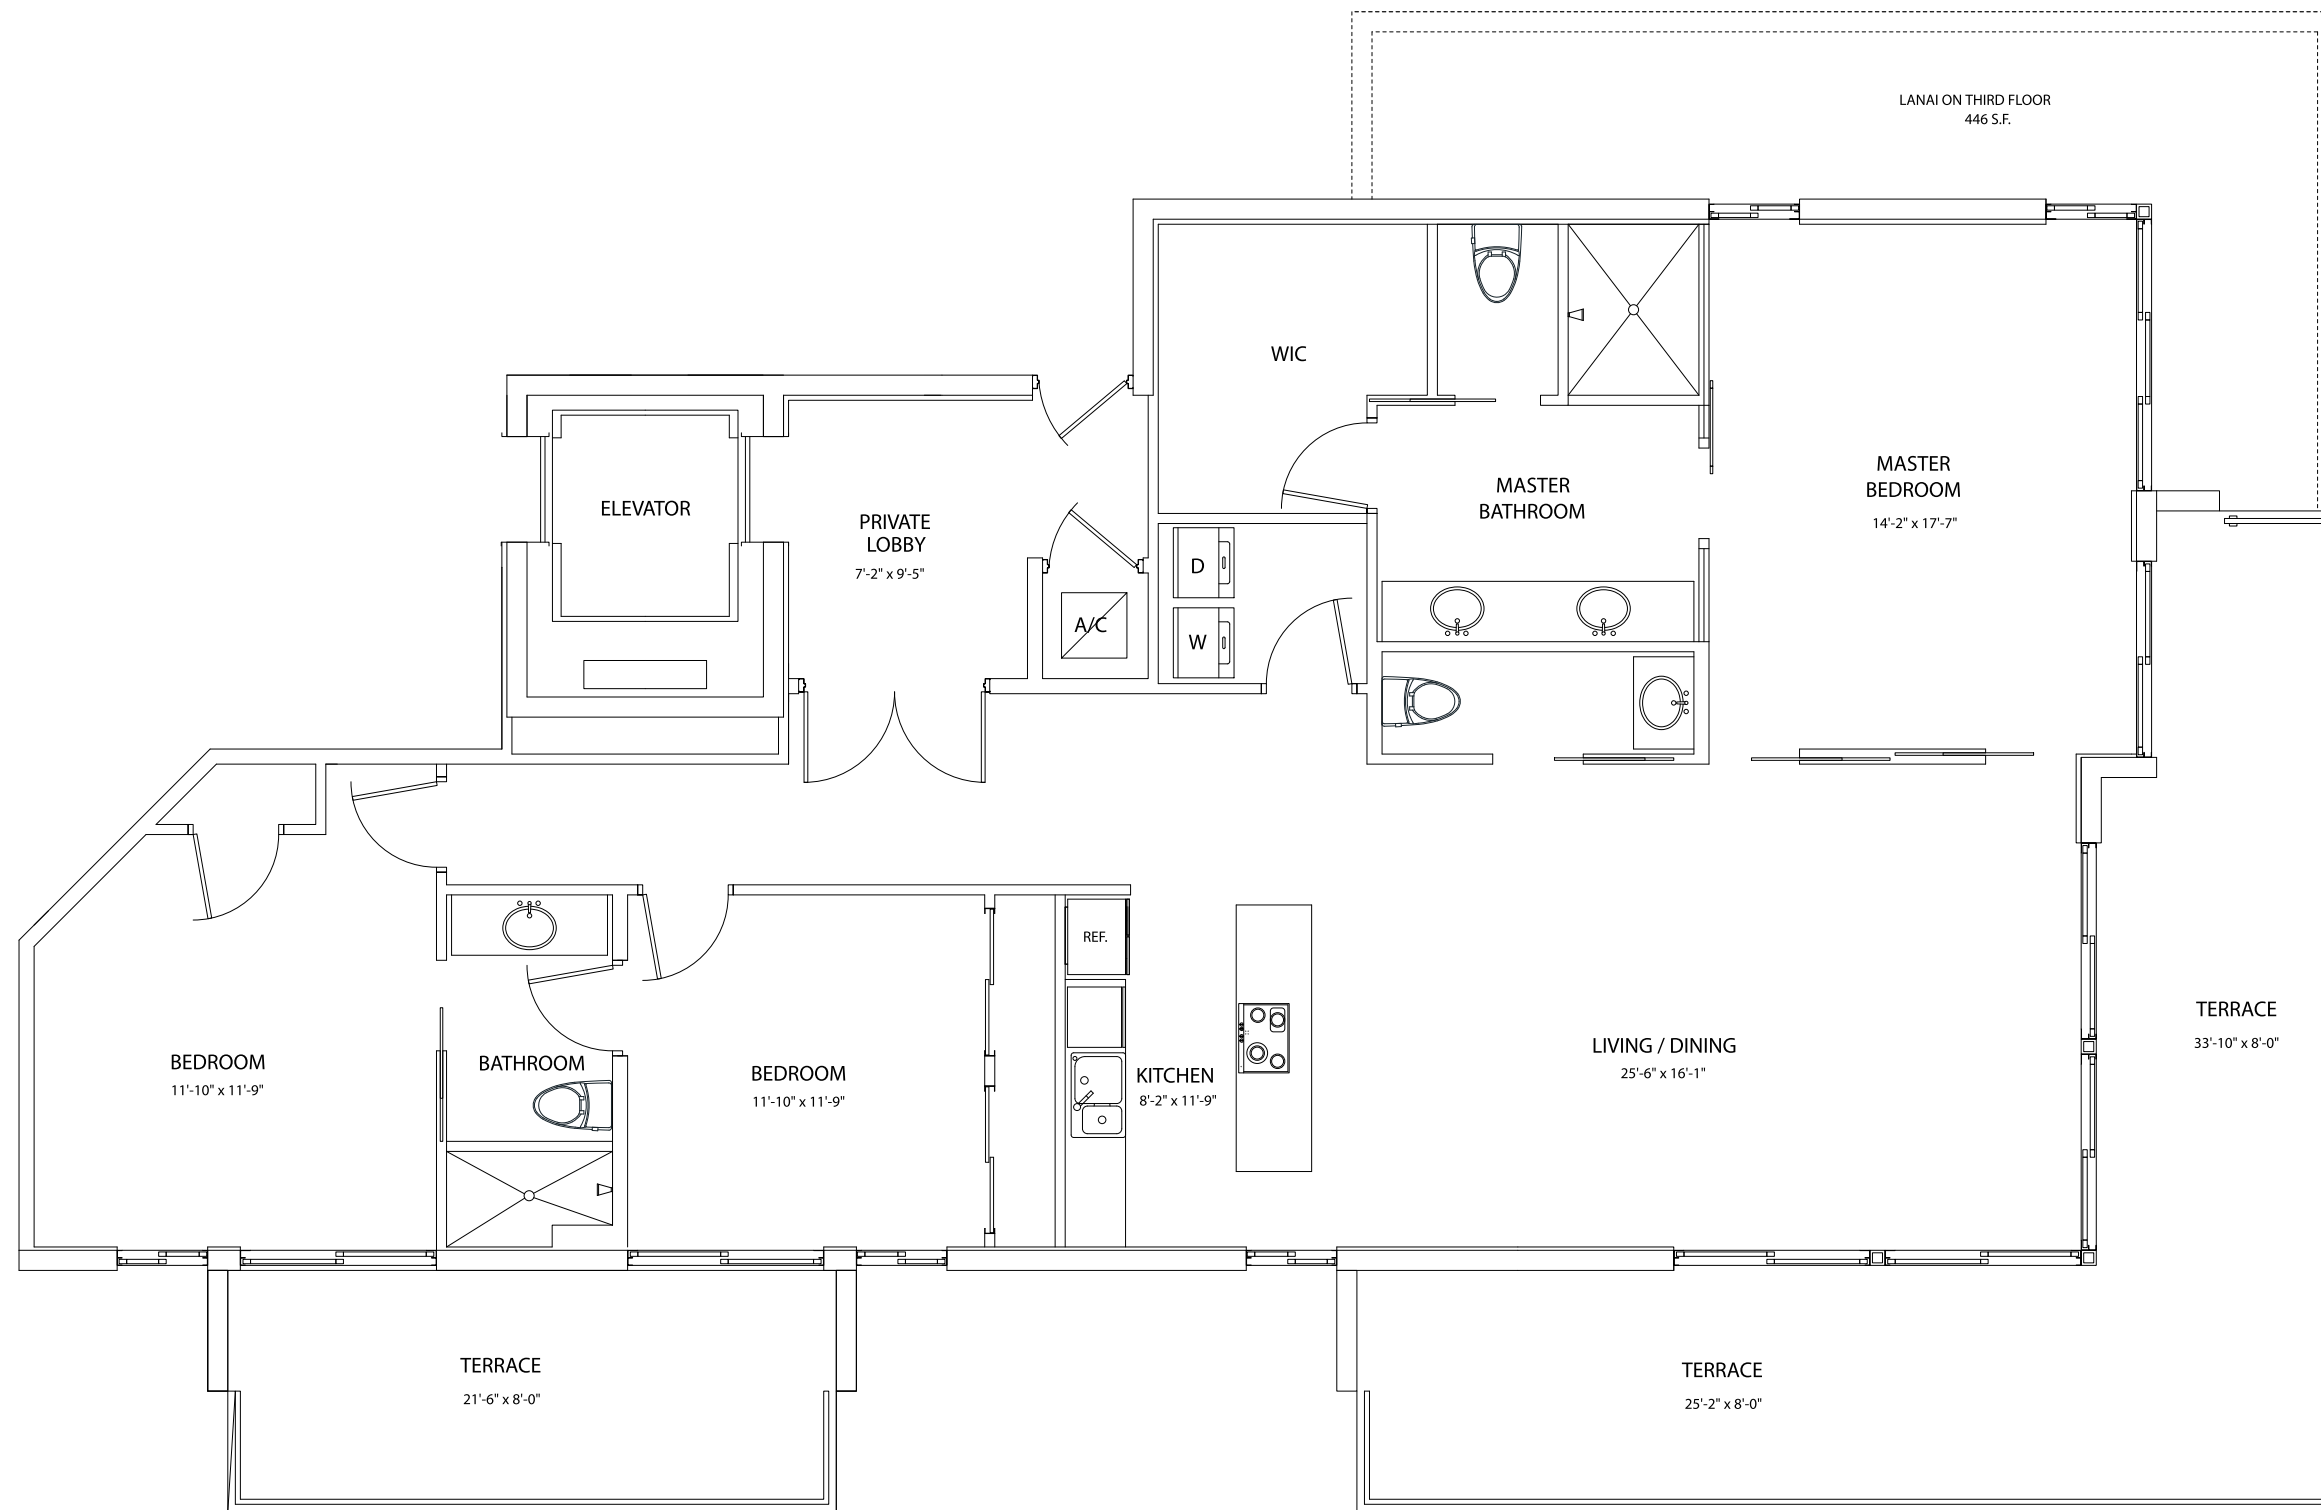 LANAI ON THIRD FLOOR
446 S.F.
WIC
MASTER
BEDROOM
14'-2" x 17'-7"
MASTER
BATHROOM
ELEVATOR
PRIVATE
LOBBY
7'-2" x 9'-5"
D
A/C
W
REF.
TERRACE
33'-10" x 8'-0"
LIVING / DINING
25'-6" x 16'-1"
BEDROOM
11'-10" x 11'-9"
BATHROOM
BEDROOM
11'-10" x 11'-9"
KITCHEN
8'-2" x 11'-9"
TERRACE
21'-6" x 8'-0"
TERRACE
25'-2" x 8'-0"